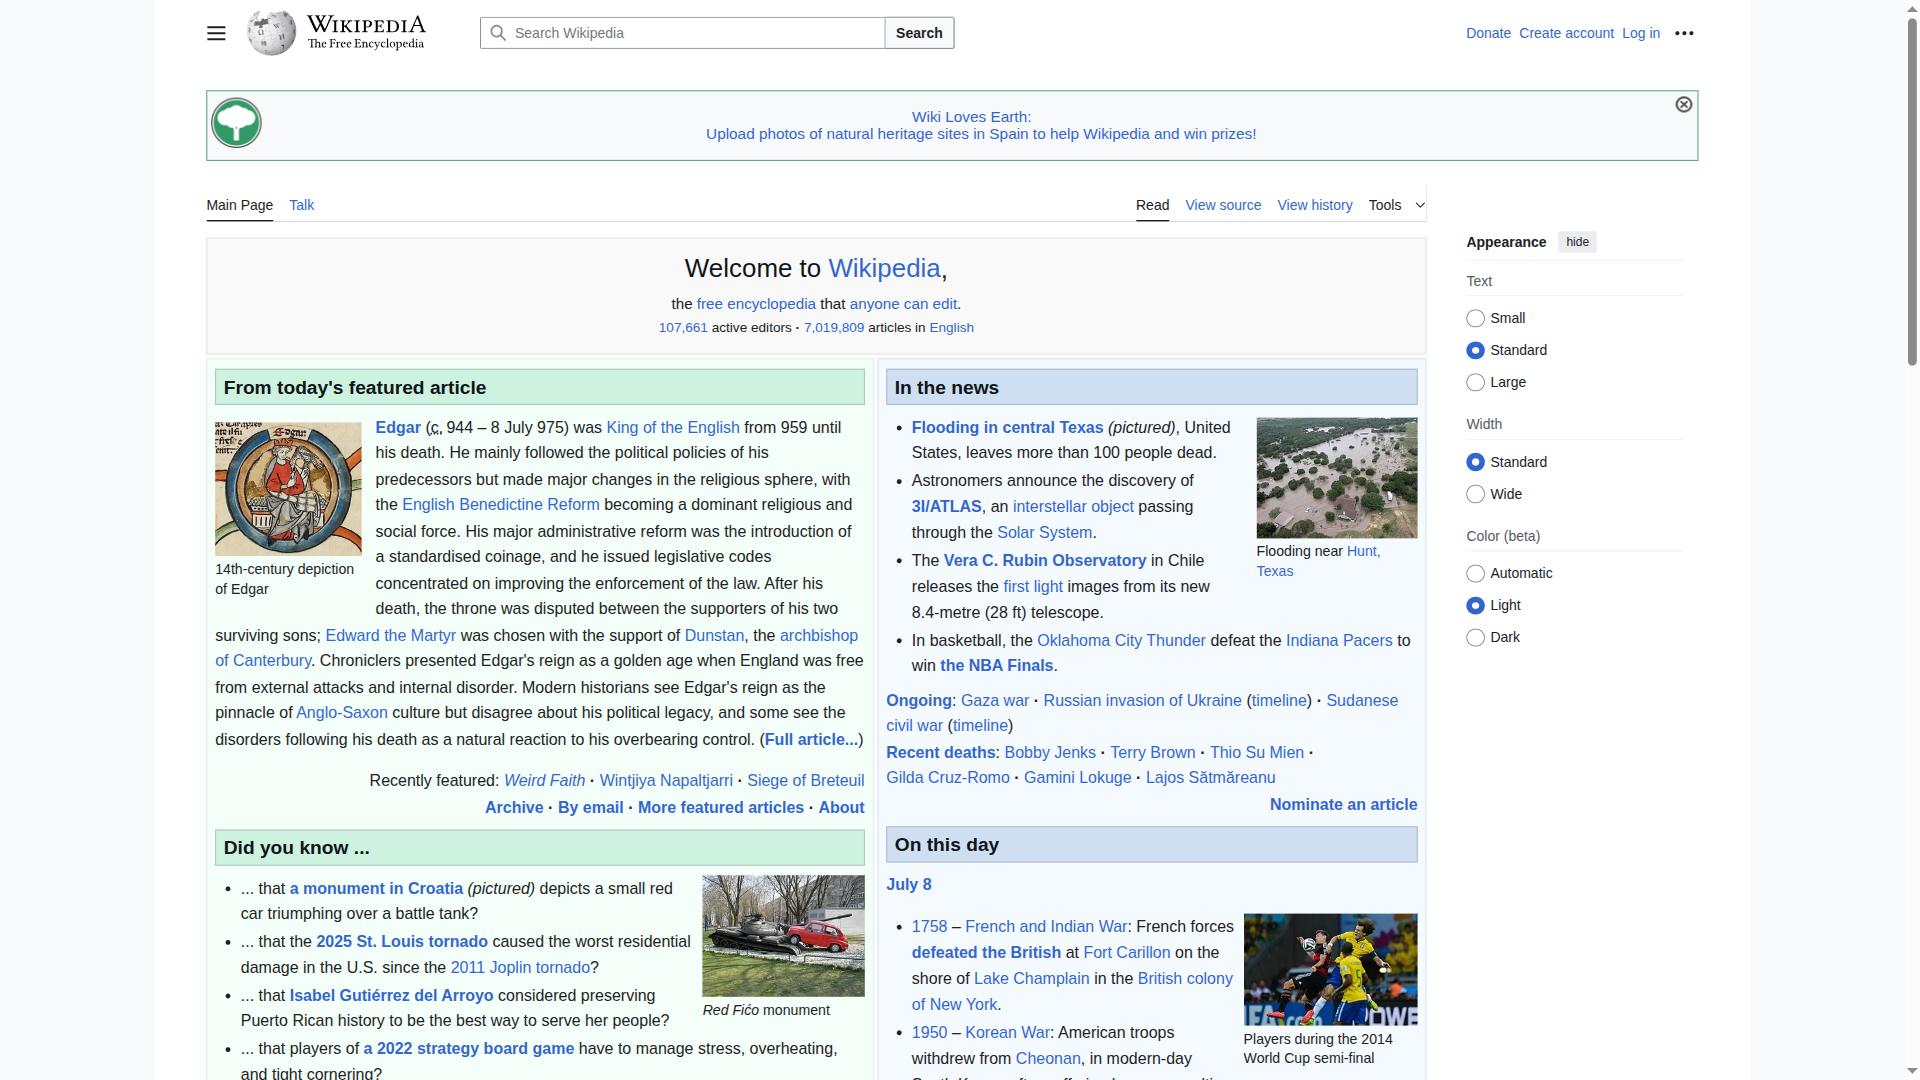 WIKIPEDIA
The Free Encyclopedia
Search Wikipedia
Search
Donate Create account Log in
Wiki Loves Earth:
Upload photos of natural heritage sites in Spain to help Wikipedia and win prizes!
Main Page Talk
Read View source View history Tools
Welcome to Wikipedia,
the free encyclopedia that anyone can edit.
107,661 active editors · 7,019,809 articles in English
From today's featured article
14th-century depiction
of Edgar
Edgar (c. 944 – 8 July 975) was King of the English from 959 until
his death. He mainly followed the political policies of his
predecessors but made major changes in the religious sphere, with
the English Benedictine Reform becoming a dominant religious and
social force. His major administrative reform was the introduction of
a standardised coinage, and he issued legislative codes
concentrated on improving the enforcement of the law. After his
death, the throne was disputed between the supporters of his two
surviving sons; Edward the Martyr was chosen with the support of Dunstan, the archbishop
of Canterbury. Chroniclers presented Edgar's reign as a golden age when England was free
from external attacks and internal disorder. Modern historians see Edgar's reign as the
pinnacle of Anglo-Saxon culture but disagree about his political legacy, and some see the
disorders following his death as a natural reaction to his overbearing control. (Full article...)
Recently featured: Weird Faith · Wintjiya Napaltjarri · Siege of Breteuil
Archive · By email · More featured articles · About
Did you know ...
... that a monument in Croatia (pictured) depicts a small red
car triumphing over a battle tank?
... that the 2025 St. Louis tornado caused the worst residential
damage in the U.S. since the 2011 Joplin tornado?
... that Isabel Gutiérrez del Arroyo considered preserving
Puerto Rican history to be the best way to serve her people?
... that players of a 2022 strategy board game have to manage stress, overheating,
and tight cornering?
Red Fićo monument
In the news
Flooding in central Texas (pictured), United
States, leaves more than 100 people dead.
Astronomers announce the discovery of
3I/ATLAS, an interstellar object passing
through the Solar System.
The Vera C. Rubin Observatory in Chile
releases the first light images from its new
8.4-metre (28 ft) telescope.
In basketball, the Oklahoma City Thunder defeat the Indiana Pacers to
win the NBA Finals.
Flooding near Hunt,
Texas
Ongoing: Gaza war · Russian invasion of Ukraine (timeline) · Sudanese
civil war (timeline)
Recent deaths: Bobby Jenks · Terry Brown · Thio Su Mien ·
Gilda Cruz-Romo · Gamini Lokuge · Lajos Sătmăreanu
Nominate an article
On this day
July 8
1758 – French and Indian War: French forces
defeated the British at Fort Carillon on the
shore of Lake Champlain in the British colony
of New York.
1950 – Korean War: American troops
withdrew from Cheonan, in modern-day
Players during the 2014
World Cup semi-final
Appearance hide
Text
Small
Standard
Large
Width
Standard
Wide
Color (beta)
Automatic
Light
Dark